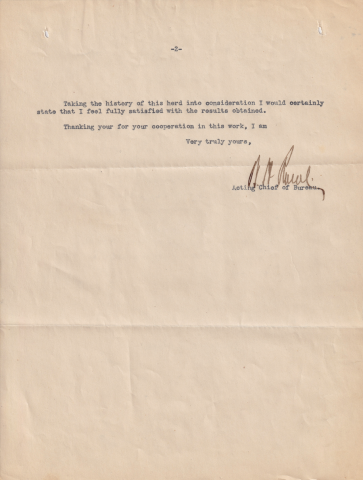 -2-
Taking the history of this herd into consideration I would certainly
state that I feel fully satisfied with the results obtained.
Thanking your for your cooperation in this work, I am
Very truly yours,
Acting Chief of Bureau.